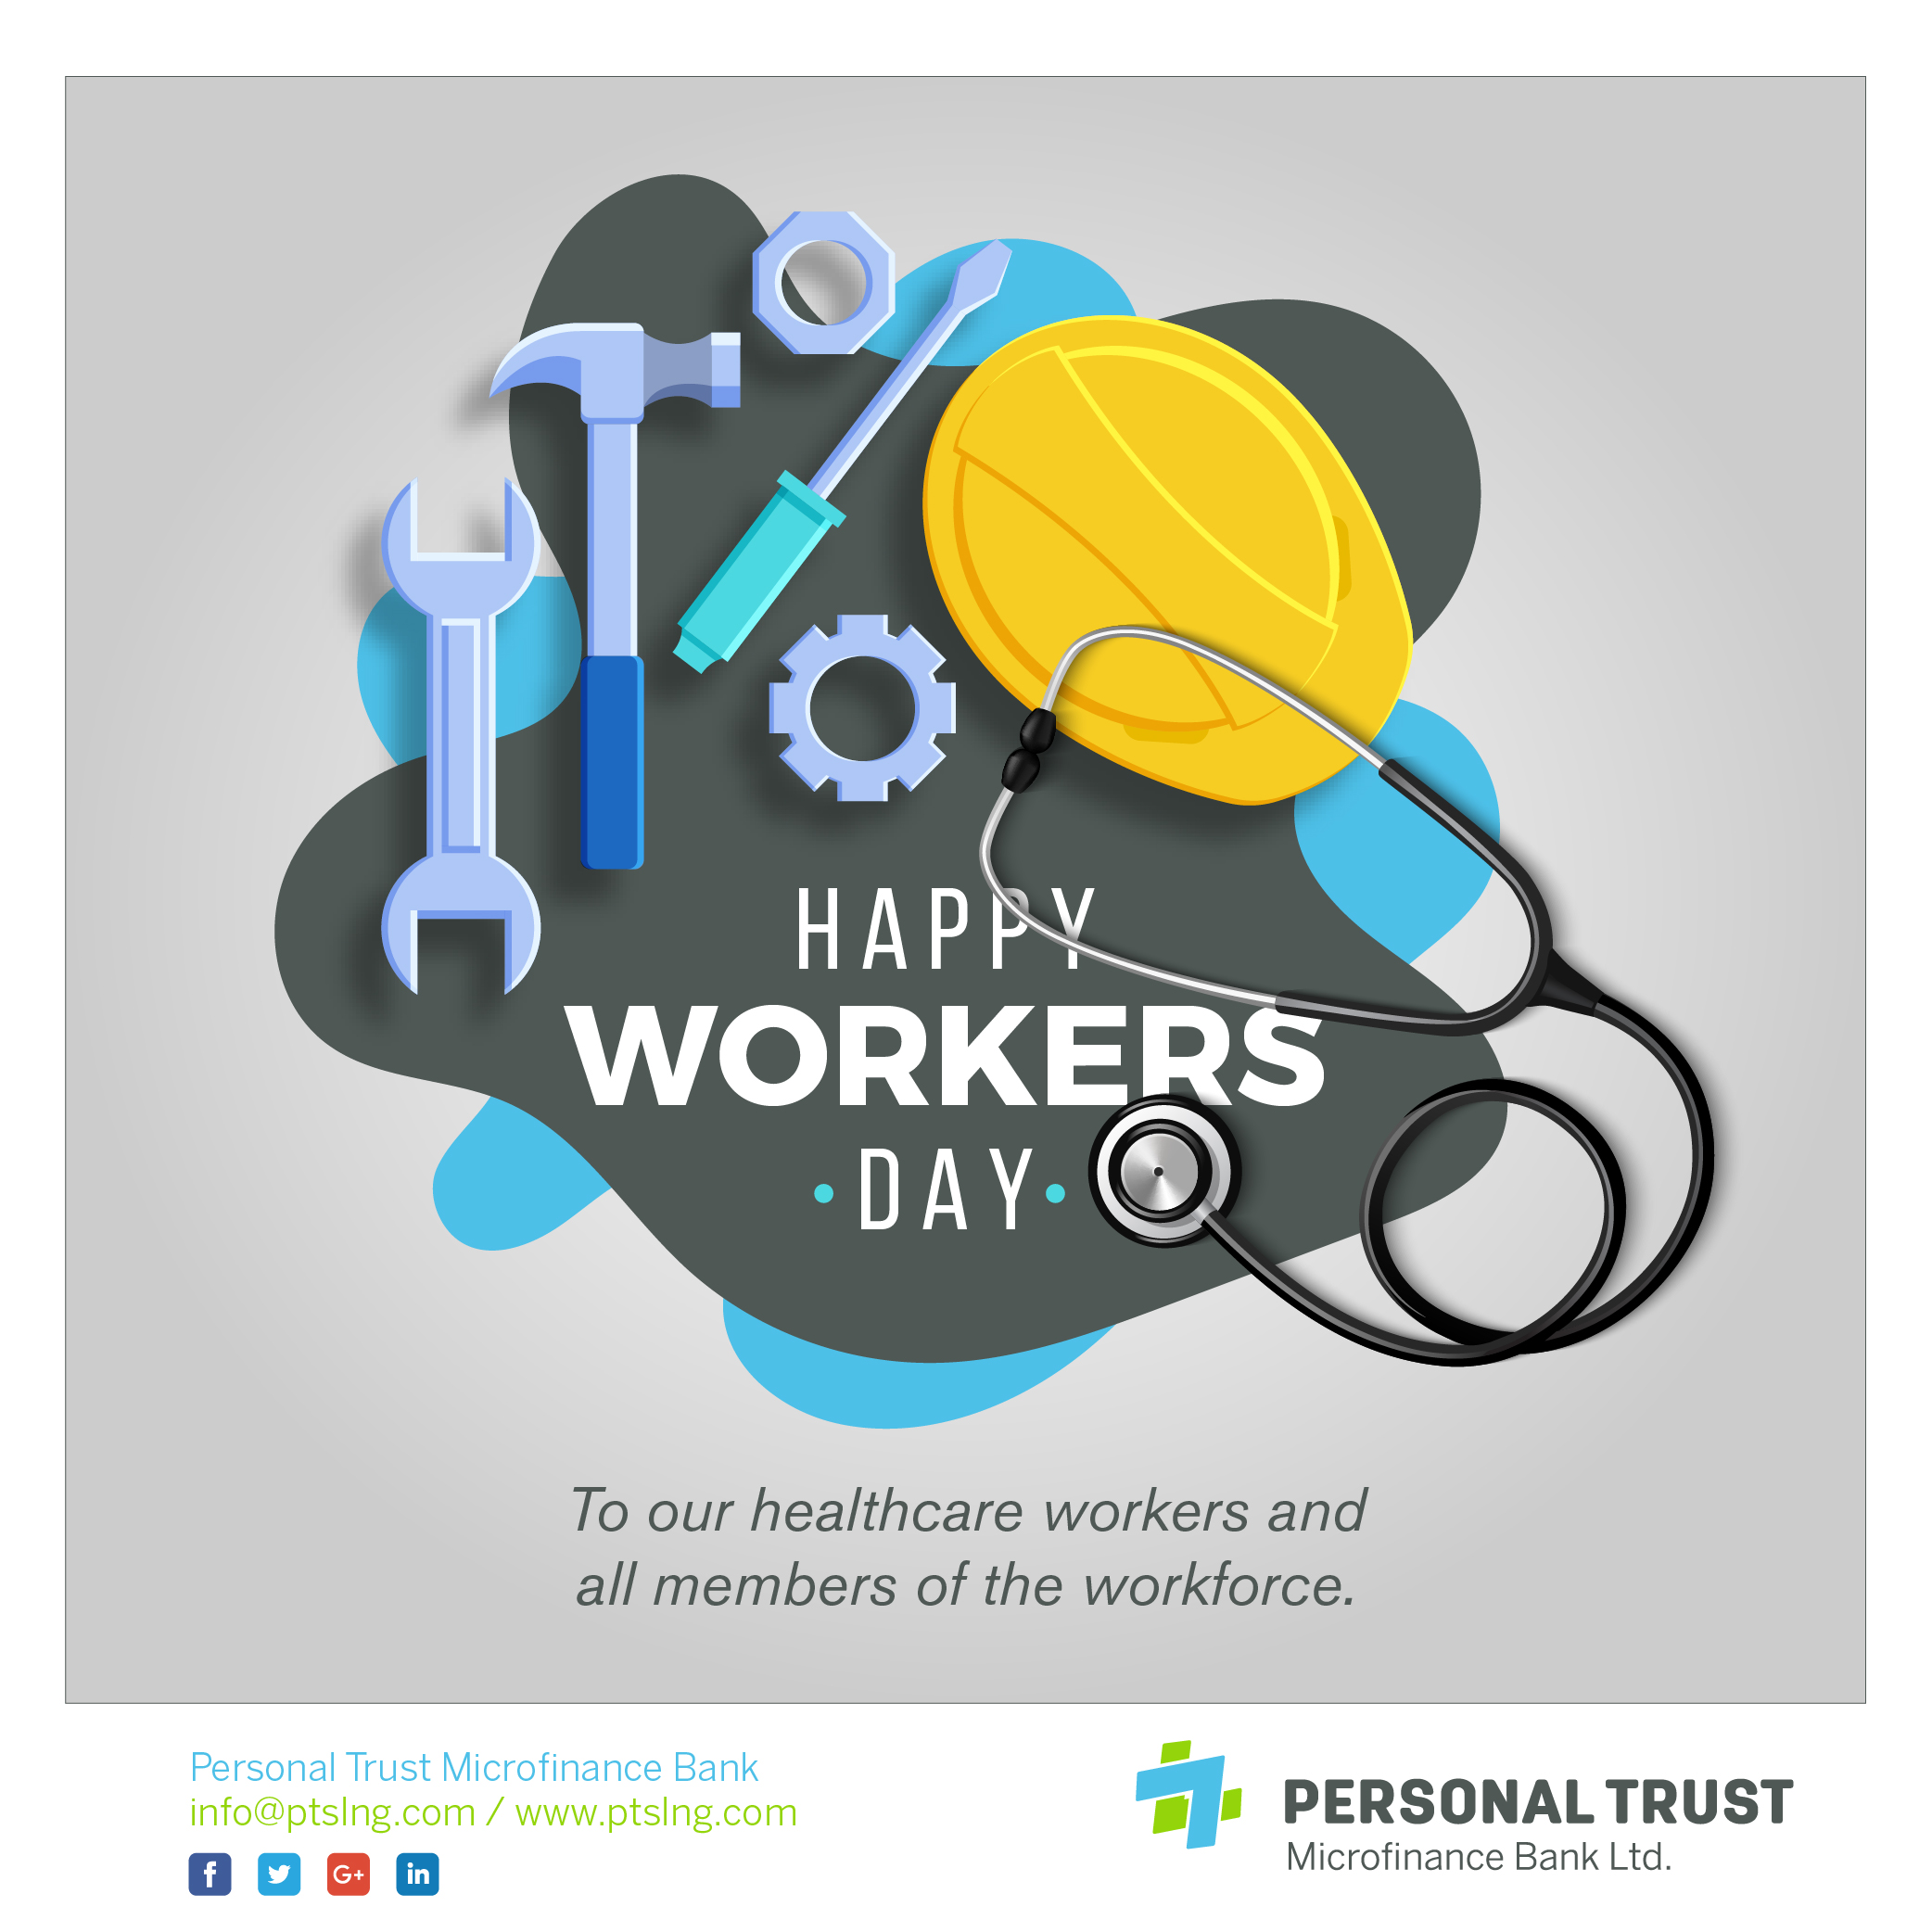 HAPPY
WORKERS
DAY
To our healthcare workers and
all members of the workforce.
Personal Trust Microfinance Bank
info@ptslng.com / www.ptslng.com
f G+ in
PERSONAL TRUST
Microfinance Bank Ltd.